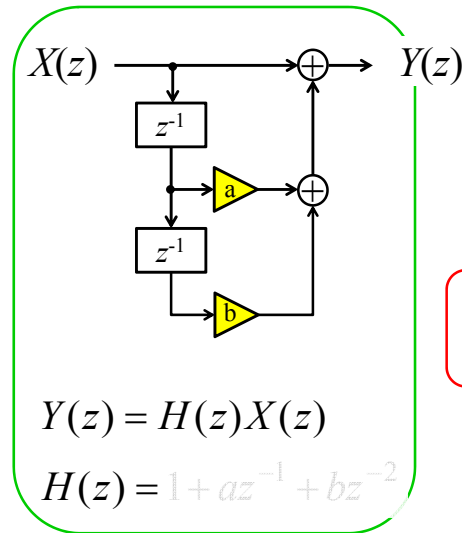 X(z) Y(z)
z⁻¹
a
z⁻¹
b
Y(z) = H(z)X(z)
H(z) = 1 + az⁻¹ + bz⁻²